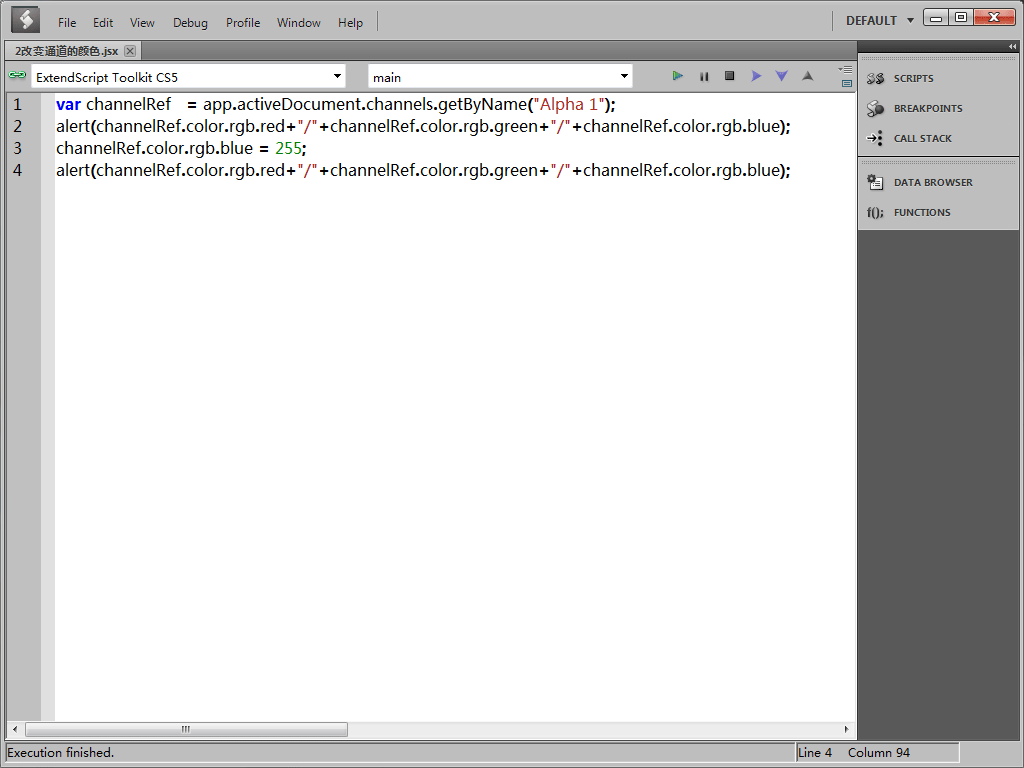 File Edit View Debug Profile Window Help DEFAULT
2改变通道的颜色.jsx
ExtendScript Toolkit CS5 main
1 var channelRef = app.activeDocument.channels.getByName("Alpha 1");
2 alert(channelRef.color.rgb.red+"/"+channelRef.color.rgb.green+"/"+channelRef.color.rgb.blue);
3 channelRef.color.rgb.blue = 255;
4 alert(channelRef.color.rgb.red+"/"+channelRef.color.rgb.green+"/"+channelRef.color.rgb.blue);
SCRIPTS
BREAKPOINTS
CALL STACK
DATA BROWSER
f(); FUNCTIONS
Execution finished. Line 4 Column 94